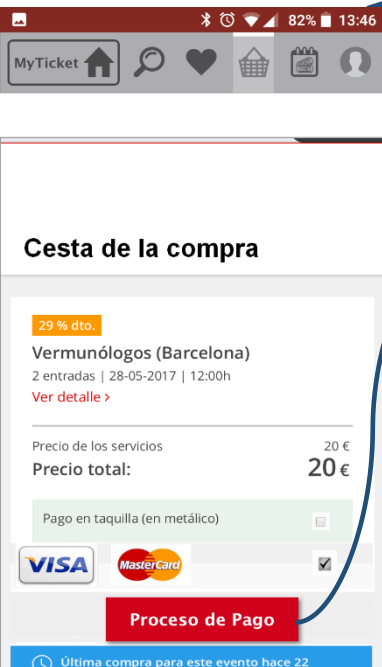 82% 13:46
MyTicket
Cesta de la compra
29 % dto.
Vermunólogos (Barcelona)
2 entradas | 28-05-2017 | 12:00h
Ver detalle >
Precio de los servicios 20 €
Precio total: 20 €
Pago en taquilla (en metálico)
VISA MasterCard
Proceso de Pago
Última compra para este evento hace 22